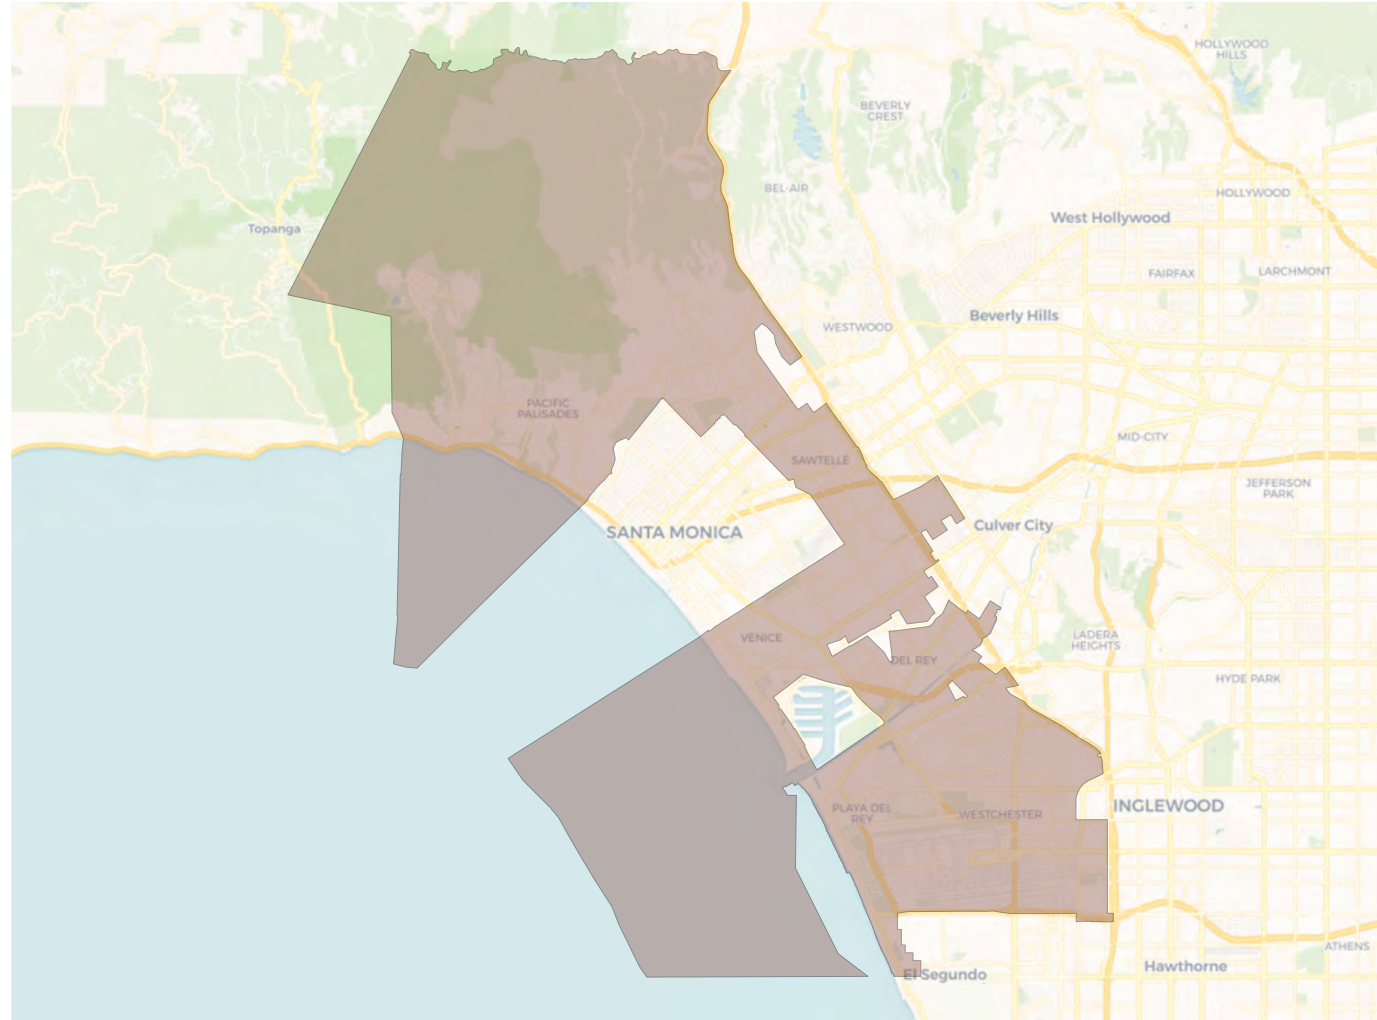 HOLLYWOOD
HILLS
BEVERLY
CREST
BEL-AIR
HOLLYWOOD
West Hollywood
Topanga
FAIRFAX
LARCHMONT
Beverly Hills
WESTWOOD
PACIFIC
PALISADES
MID-CITY
SAWTELLE
JEFFERSON
PARK
Culver City
SANTA MONICA
VENICE
LADERA
HEIGHTS
DEL REY
HYDE PARK
PLAYA DEL
REY
WESTCHESTER
INGLEWOOD
ATHENS
El Segundo
Hawthorne